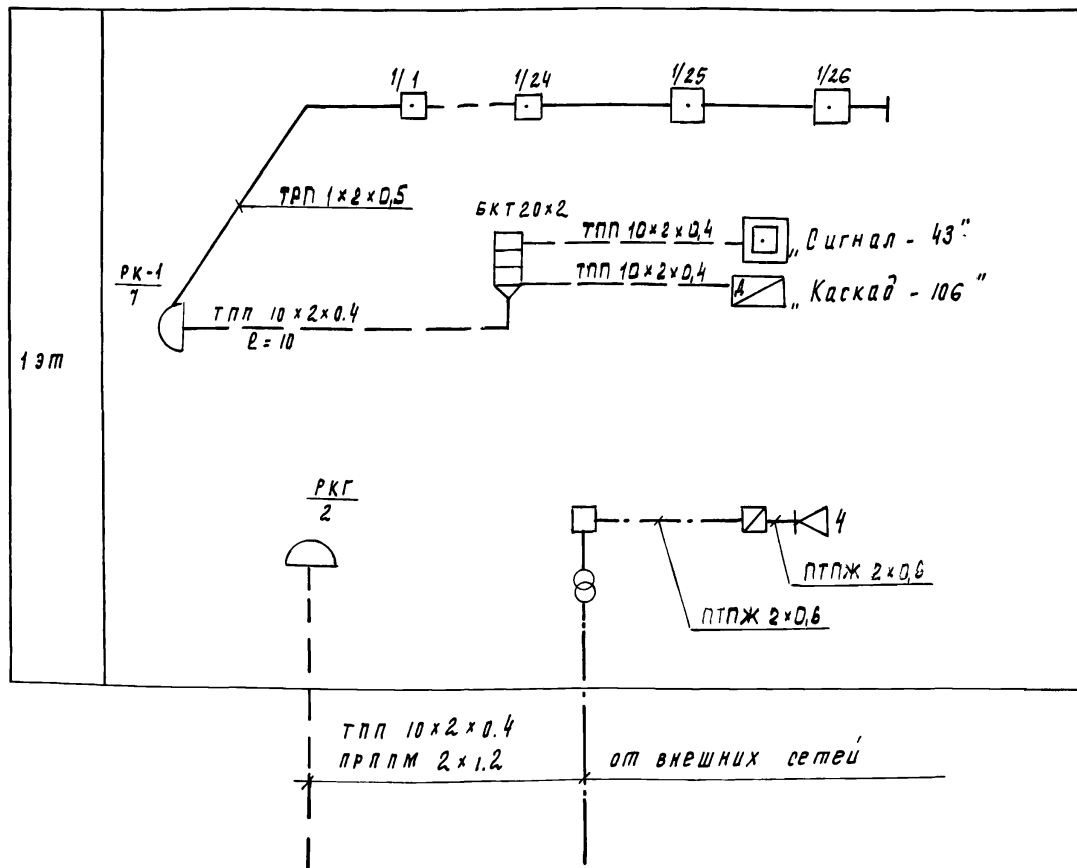 1/1
1/24
1/25
1/26
ТРП 1×2×0,5
БКТ 20×2
ТПП 10×2×0,4
„Сигнал - 43"
РК-1
7
ТПП 10×2×0,4
„Каскад - 106"
ТПП 10×2×0.4
ℓ = 10
1 эт
РКГ
2
4
ПТПЖ 2×0,6
ПТПЖ 2×0,6
ТПП 10×2×0.4
ПРППМ 2×1.2
от внешних сетей